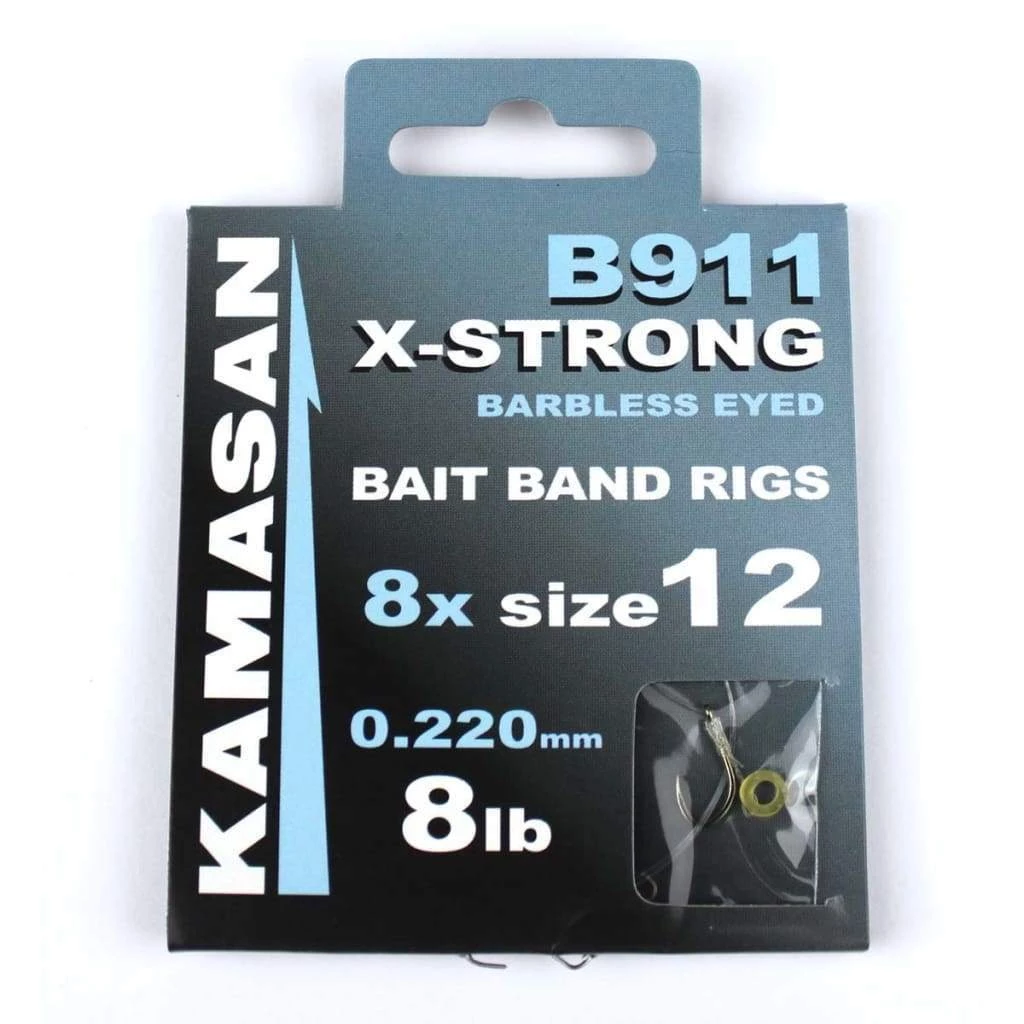 KAMASAN
B911
X-STRONG
BARBLESS EYED
BAIT BAND RIGS
8x size 12
0.220mm
8lb